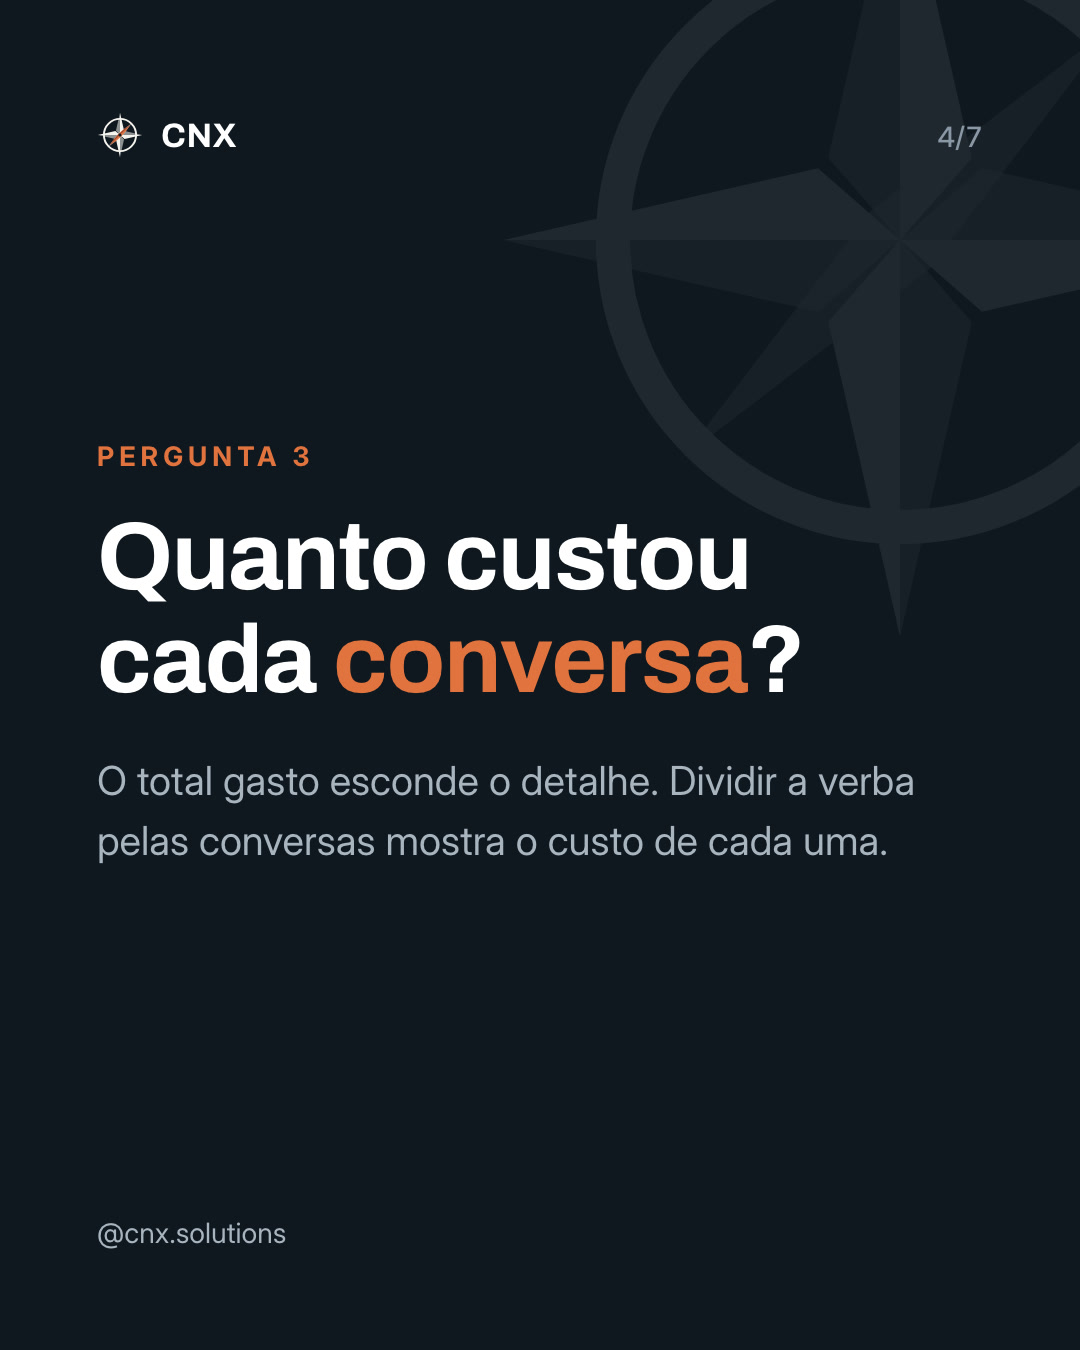 CNX
4/7
PERGUNTA 3
Quanto custou
cada conversa?
O total gasto esconde o detalhe. Dividir a verba
pelas conversas mostra o custo de cada uma.
@cnx.solutions